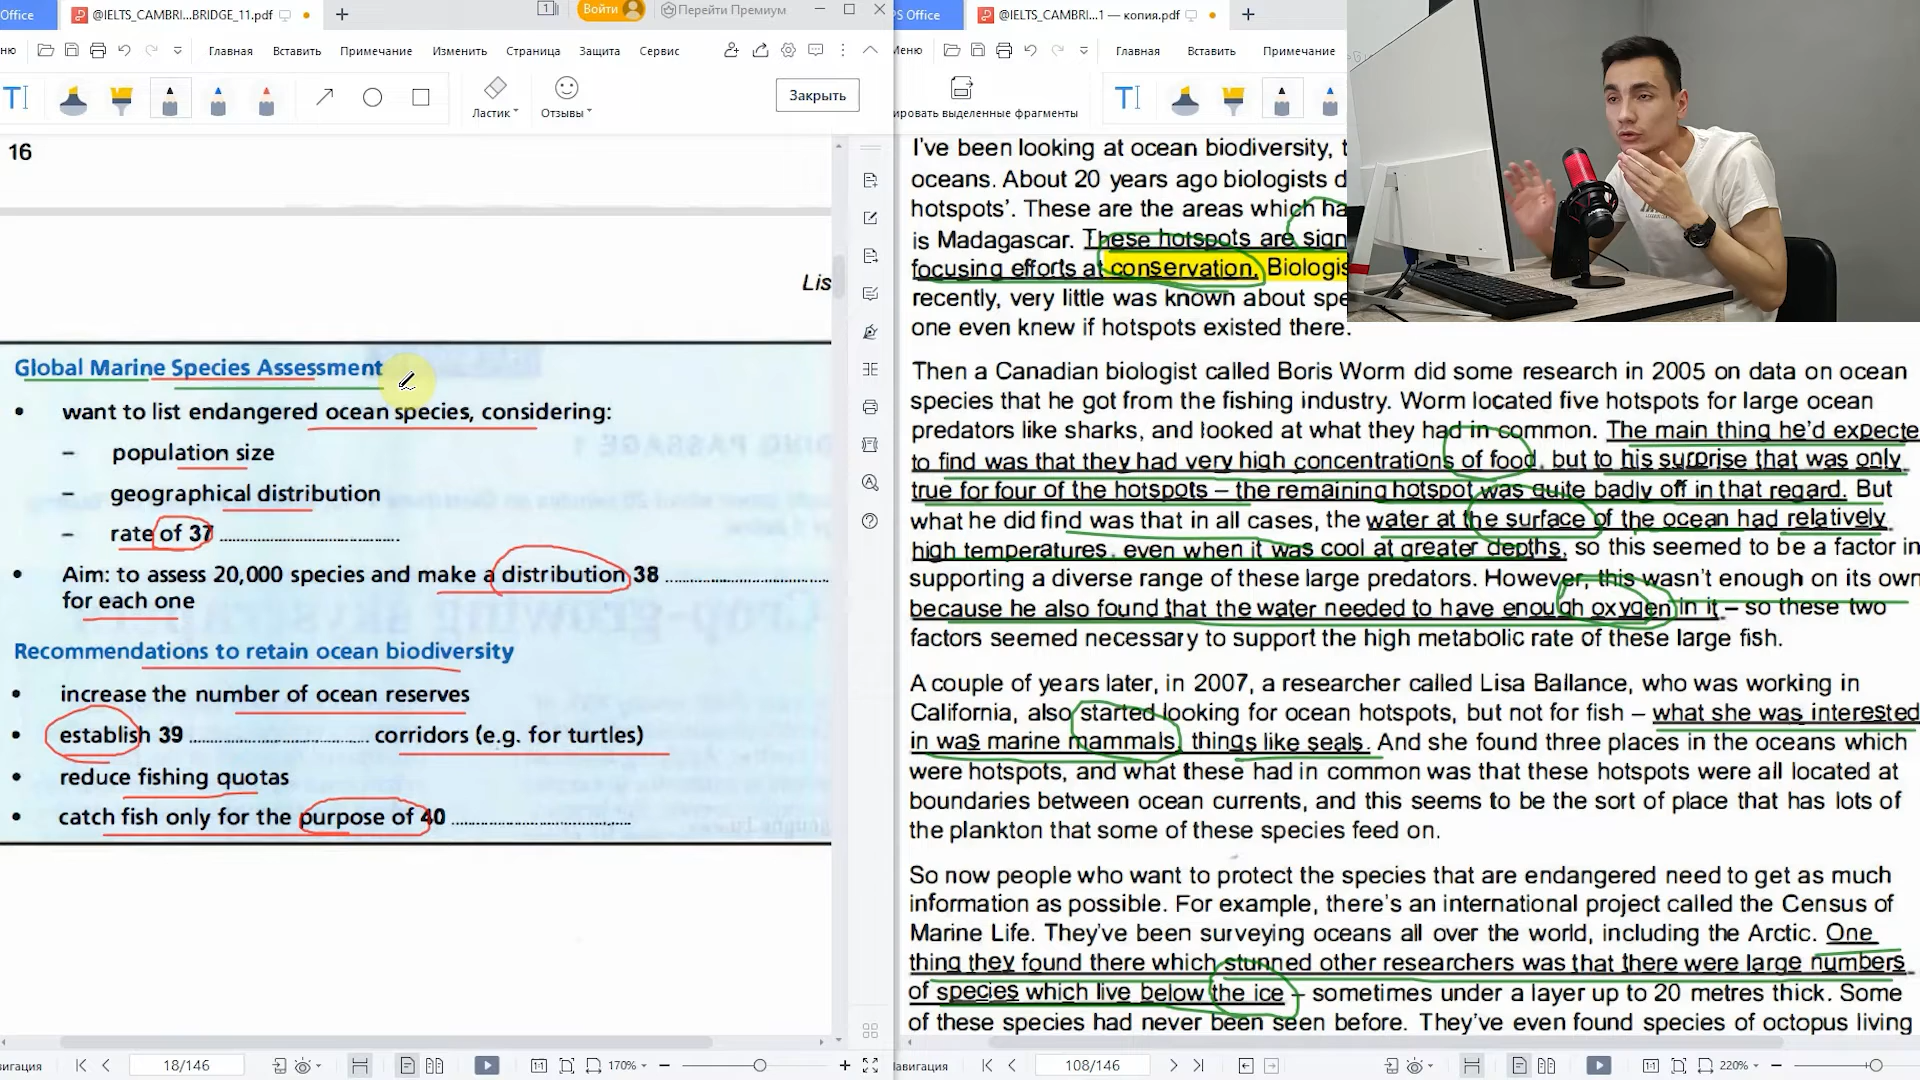 Office
@IELTS_CAMBRI...BRIDGE_11.pdf
1
Войти
Перейти Премиум
Главная
Вставить
Примечание
Изменить
Страница
Защита
Сервис
Ластик
Отзывы
Закрыть
16
Lis
Global Marine Species Assessment
• want to list endangered ocean species, considering:
– population size
– geographical distribution
– rate of 37 ........................................
• Aim: to assess 20,000 species and make a distribution 38 ........................................
for each one
Recommendations to retain ocean biodiversity
• increase the number of ocean reserves
• establish 39 ........................................ corridors (e.g. for turtles)
• reduce fishing quotas
• catch fish only for the purpose of 40 ........................................
18/146
170%
PS Office
@IELTS_CAMBRI...1 — копия.pdf
Меню
Главная
Вставить
Примечание
ировать выделенные фрагменты
I've been looking at ocean biodiversity, t
oceans. About 20 years ago biologists d
hotspots'. These are the areas which ha
is Madagascar. These hotspots are sign
focusing efforts at conservation. Biologis
recently, very little was known about spe
one even knew if hotspots existed there.
Then a Canadian biologist called Boris Worm did some research in 2005 on data on ocean
species that he got from the fishing industry. Worm located five hotspots for large ocean
predators like sharks, and looked at what they had in common. The main thing he'd expecte
to find was that they had very high concentrations of food, but to his surprise that was only
true for four of the hotspots – the remaining hotspot was quite badly off in that regard. But
what he did find was that in all cases, the water at the surface of the ocean had relatively
high temperatures, even when it was cool at greater depths, so this seemed to be a factor in
supporting a diverse range of these large predators. However, this wasn't enough on its own
because he also found that the water needed to have enough oxygen in it – so these two
factors seemed necessary to support the high metabolic rate of these large fish.
A couple of years later, in 2007, a researcher called Lisa Ballance, who was working in
California, also started looking for ocean hotspots, but not for fish – what she was interested
in was marine mammals, things like seals. And she found three places in the oceans which
were hotspots, and what these had in common was that these hotspots were all located at
boundaries between ocean currents, and this seems to be the sort of place that has lots of
the plankton that some of these species feed on.
So now people who want to protect the species that are endangered need to get as much
information as possible. For example, there's an international project called the Census of
Marine Life. They've been surveying oceans all over the world, including the Arctic. One
thing they found there which stunned other researchers was that there were large numbers
of species which live below the ice – sometimes under a layer up to 20 metres thick. Some
of these species had never been seen before. They've even found species of octopus living
108/146
220%